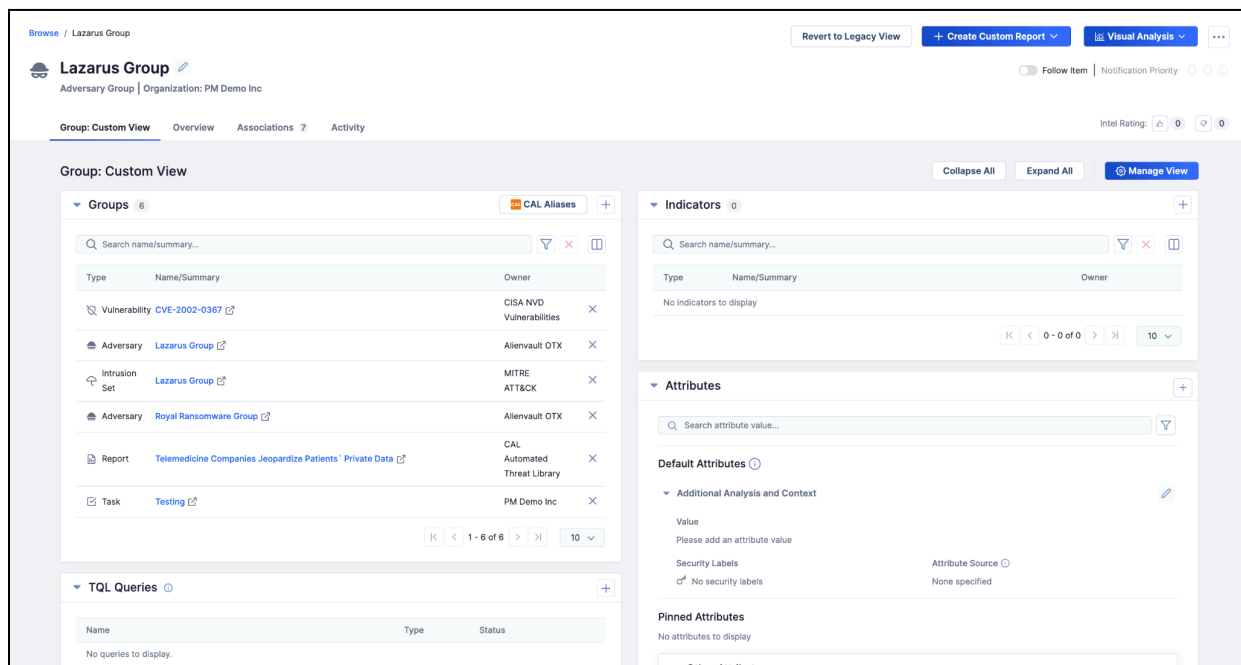 Browse / Lazarus Group
Revert to Legacy View
+ Create Custom Report
Visual Analysis
Lazarus Group
Follow Item | Notification Priority
Adversary Group | Organization: PM Demo Inc
Group: Custom View
Overview
Associations 7
Activity
Intel Rating: 0 0
Group: Custom View
Collapse All
Expand All
Manage View
Groups 6
CAL CAL Aliases
+
Search name/summary...
Type Name/Summary Owner
Vulnerability CVE-2002-0367 CISA NVD
Vulnerabilities
Adversary Lazarus Group Alienvault OTX
Intrusion
Set
Lazarus Group
MITRE
ATT&CK
Adversary Royal Ransomware Group Alienvault OTX
Report Telemedicine Companies Jeopardize Patients` Private Data
CAL
Automated
Threat Library
Task Testing PM Demo Inc
1 - 6 of 6
10
TQL Queries
+
Name Type Status
No queries to display.
Indicators 0
+
Search name/summary...
Type Name/Summary Owner
No indicators to display
0 - 0 of 0
10
Attributes
+
Search attribute value...
Default Attributes
Additional Analysis and Context
Value
Please add an attribute value
Security Labels Attribute Source
No security labels None specified
Pinned Attributes
No attributes to display